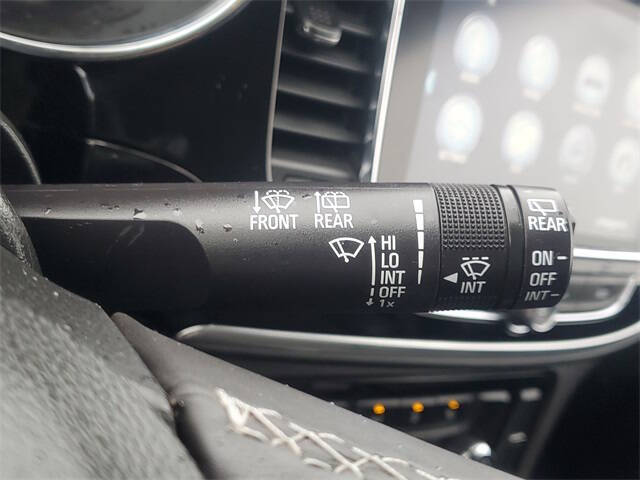 FRONT REAR
HI
LO
INT
OFF
1x
INT
REAR
ON
OFF
INT